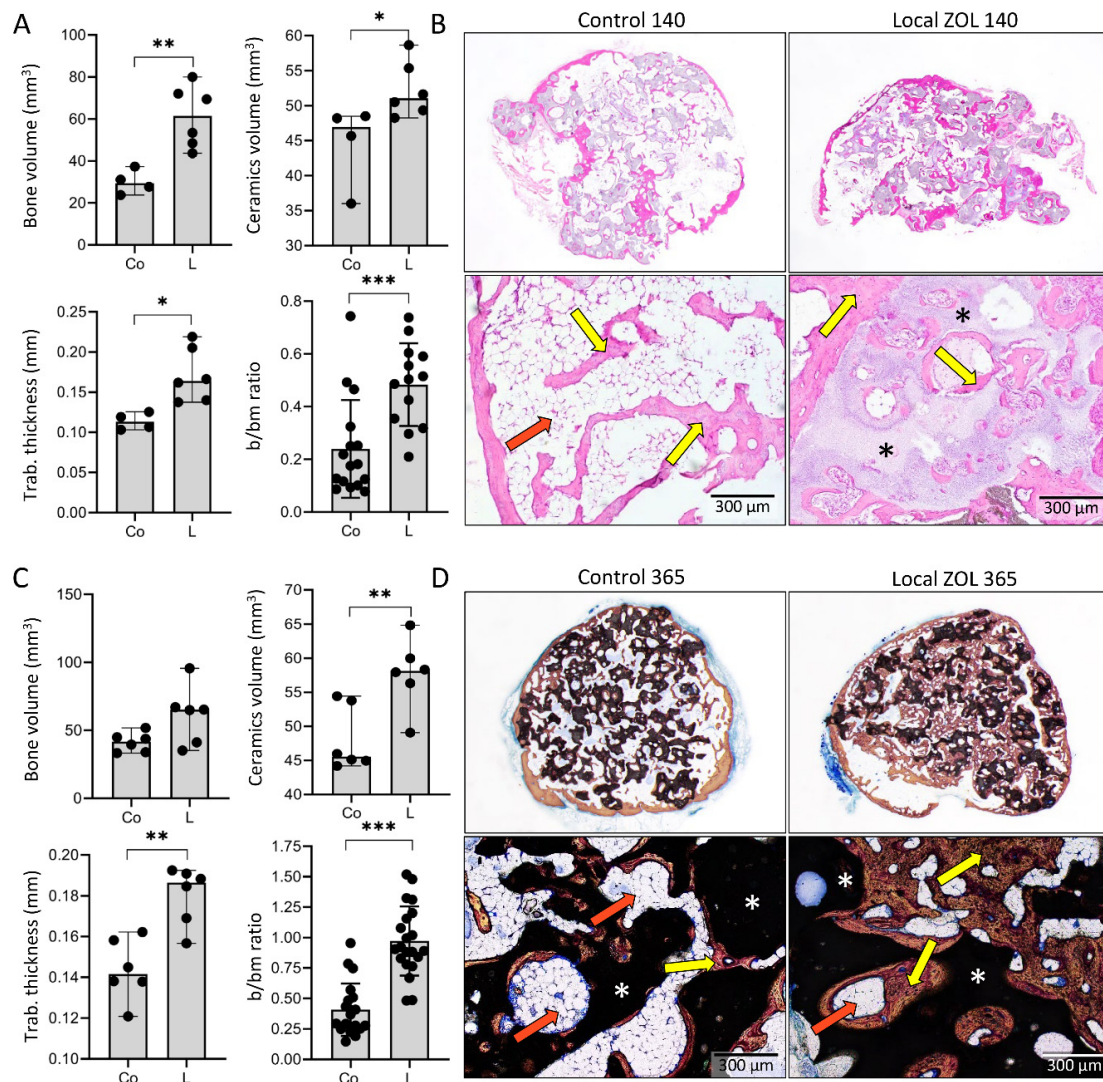 A
Bone volume (mm³)
100
80
60
40
20
0
**
Co
L
Ceramics volume (mm³)
60
55
50
45
40
35
30
*
Co
L
Trab. thickness (mm)
0.25
0.20
0.15
0.10
0.05
0.00
*
Co
L
b/bm ratio
0.8
0.6
0.4
0.2
0.0
***
Co
L
B
Control 140
Local ZOL 140
300 µm
*
*
300 µm
C
Bone volume (mm³)
150
100
50
0
Co
L
Ceramics volume (mm³)
70
65
60
55
50
45
40
**
Co
L
Trab. thickness (mm)
0.20
0.18
0.16
0.14
0.12
0.10
**
Co
L
b/bm ratio
1.75
1.50
1.25
1.00
0.75
0.50
0.25
0.00
***
Co
L
D
Control 365
Local ZOL 365
*
*
300 µm
*
*
300 µm